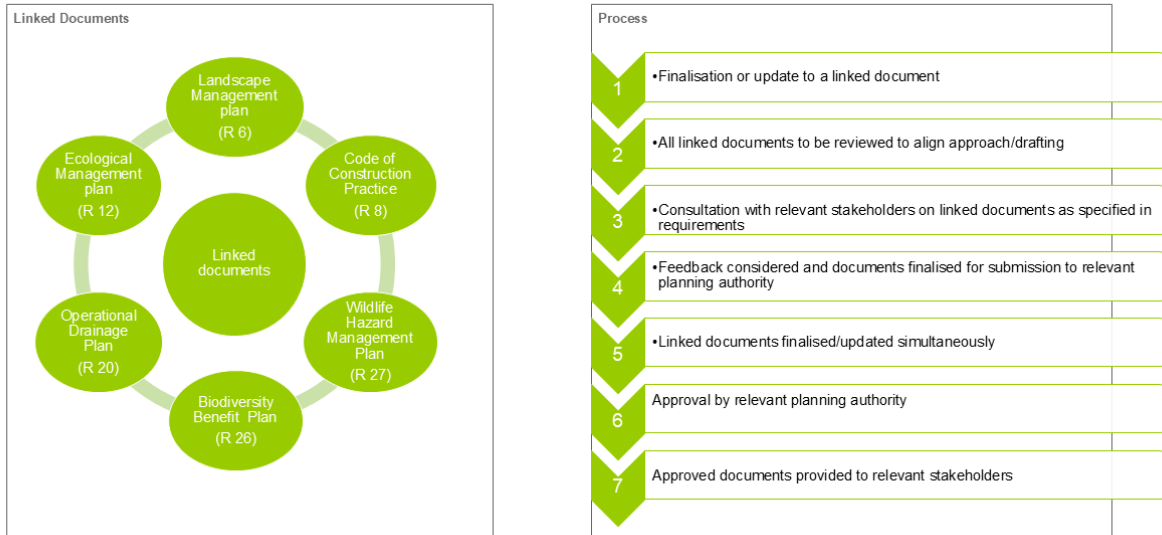 Linked Documents
Landscape
Management
plan
(R 6)
Code of
Construction
Practice
(R 8)
Wildlife
Hazard
Management
Plan
(R 27)
Biodiversity
Benefit Plan
(R 26)
Operational
Drainage
Plan
(R 20)
Ecological
Management
plan
(R 12)
Linked
documents
Process
1
•Finalisation or update to a linked document
2
•All linked documents to be reviewed to align approach/drafting
3
•Consultation with relevant stakeholders on linked documents as specified in
requirements
4
•Feedback considered and documents finalised for submission to relevant
planning authority
5
•Linked documents finalised/updated simultaneously
6
Approval by relevant planning authority
7
Approved documents provided to relevant stakeholders